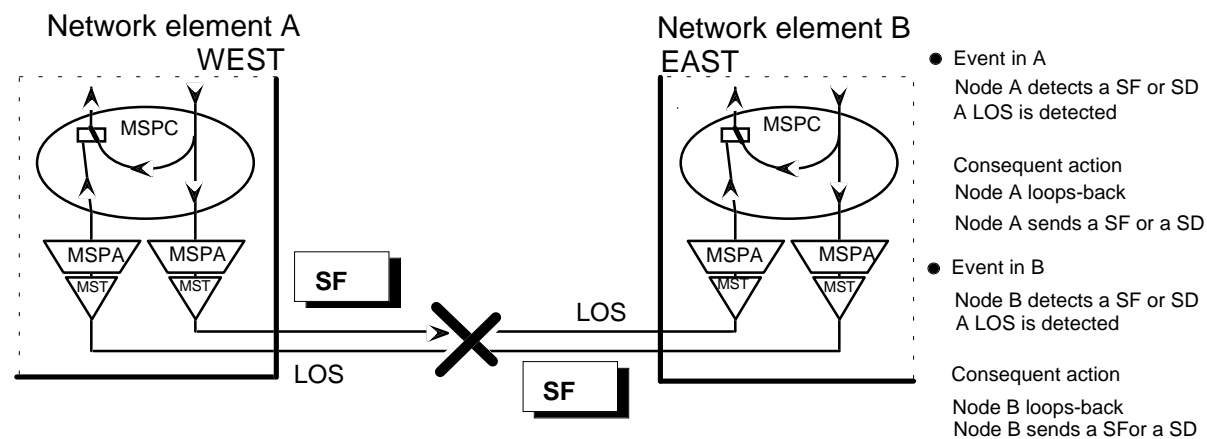 Network element A
WEST
MSPC
MSPA
MSPA
MST
MST
SF
LOS
LOS
SF
Network element B
EAST
MSPC
MSPA
MSPA
MST
MST
Event in A
Node A detects a SF or SD
A LOS is detected
Consequent action
Node A loops-back
Node A sends a SF or a SD
Event in B
Node B detects a SF or SD
A LOS is detected
Consequent action
Node B loops-back
Node B sends a SFor a SD